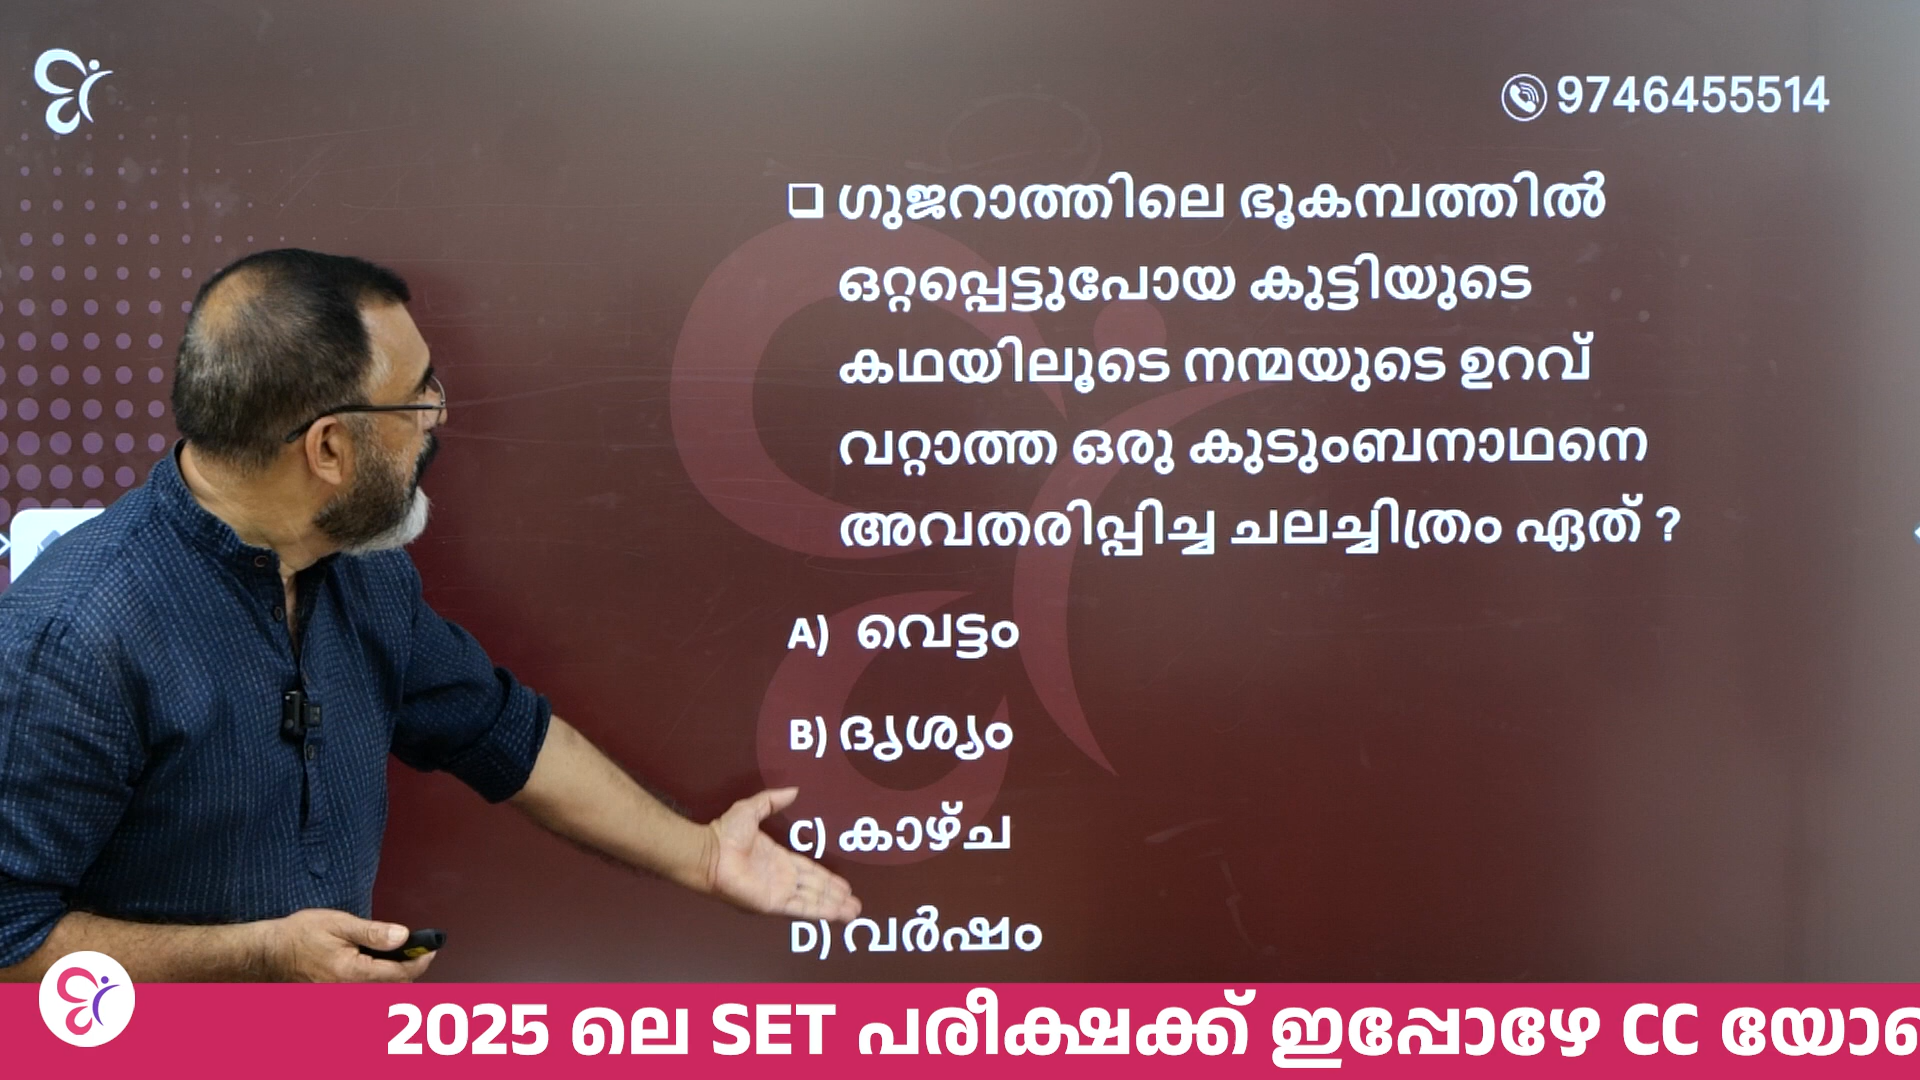 9746455514
❑ ഗുജറാത്തിലെ ഭൂകമ്പത്തിൽ
ഒറ്റപ്പെട്ടുപോയ കുട്ടിയുടെ
കഥയിലൂടെ നന്മയുടെ ഉറവ്
വറ്റാത്ത ഒരു കുടുംബനാഥനെ
അവതരിപ്പിച്ച ചലച്ചിത്രം ഏത് ?
A) വെട്ടം
B) ദൃശ്യം
C) കാഴ്ച
D) വർഷം
2025 ലെ SET പരീക്ഷക്ക് ഇപ്പോഴേ CC യോ